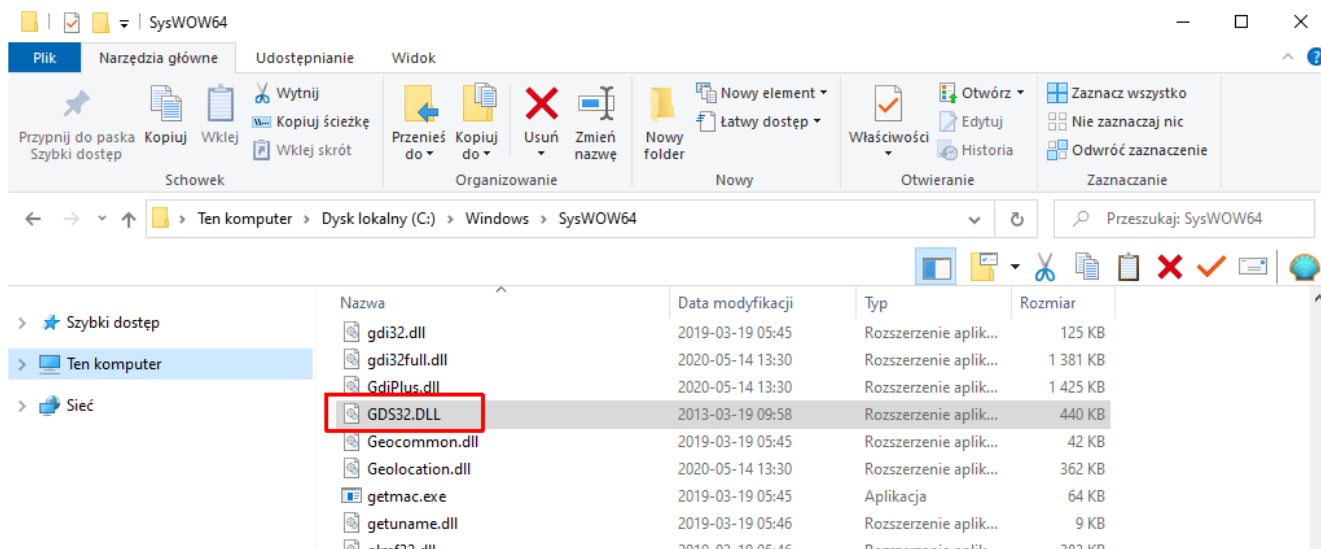 SysWOW64
Plik Narzędzia główne Udostępnianie Widok
Przypnij do paska Szybki dostęp
Kopiuj
Wklej
Wytnij
Kopiuj ścieżkę
Wklej skrót
Przenieś do
Kopiuj do
Usuń
Zmień nazwę
Nowy folder
Nowy element
Łatwy dostęp
Właściwości
Otwórz
Edytuj
Historia
Zaznacz wszystko
Nie zaznaczaj nic
Odwróć zaznaczenie
Schowek Organizowanie Nowy Otwieranie Zaznaczanie
Ten komputer > Dysk lokalny (C:) > Windows > SysWOW64 Przeszukaj: SysWOW64
Szybki dostęp
Ten komputer
Sieć
Nazwa Data modyfikacji Typ Rozmiar
gdi32.dll 2019-03-19 05:45 Rozszerzenie aplik... 125 KB
gdi32full.dll 2020-05-14 13:30 Rozszerzenie aplik... 1 381 KB
GdiPlus.dll 2020-05-14 13:30 Rozszerzenie aplik... 1 425 KB
GDS32.DLL 2013-03-19 09:58 Rozszerzenie aplik... 440 KB
Geocommon.dll 2019-03-19 05:45 Rozszerzenie aplik... 42 KB
Geolocation.dll 2020-05-14 13:30 Rozszerzenie aplik... 362 KB
getmac.exe 2019-03-19 05:45 Aplikacja 64 KB
getuname.dll 2019-03-19 05:46 Rozszerzenie aplik... 9 KB